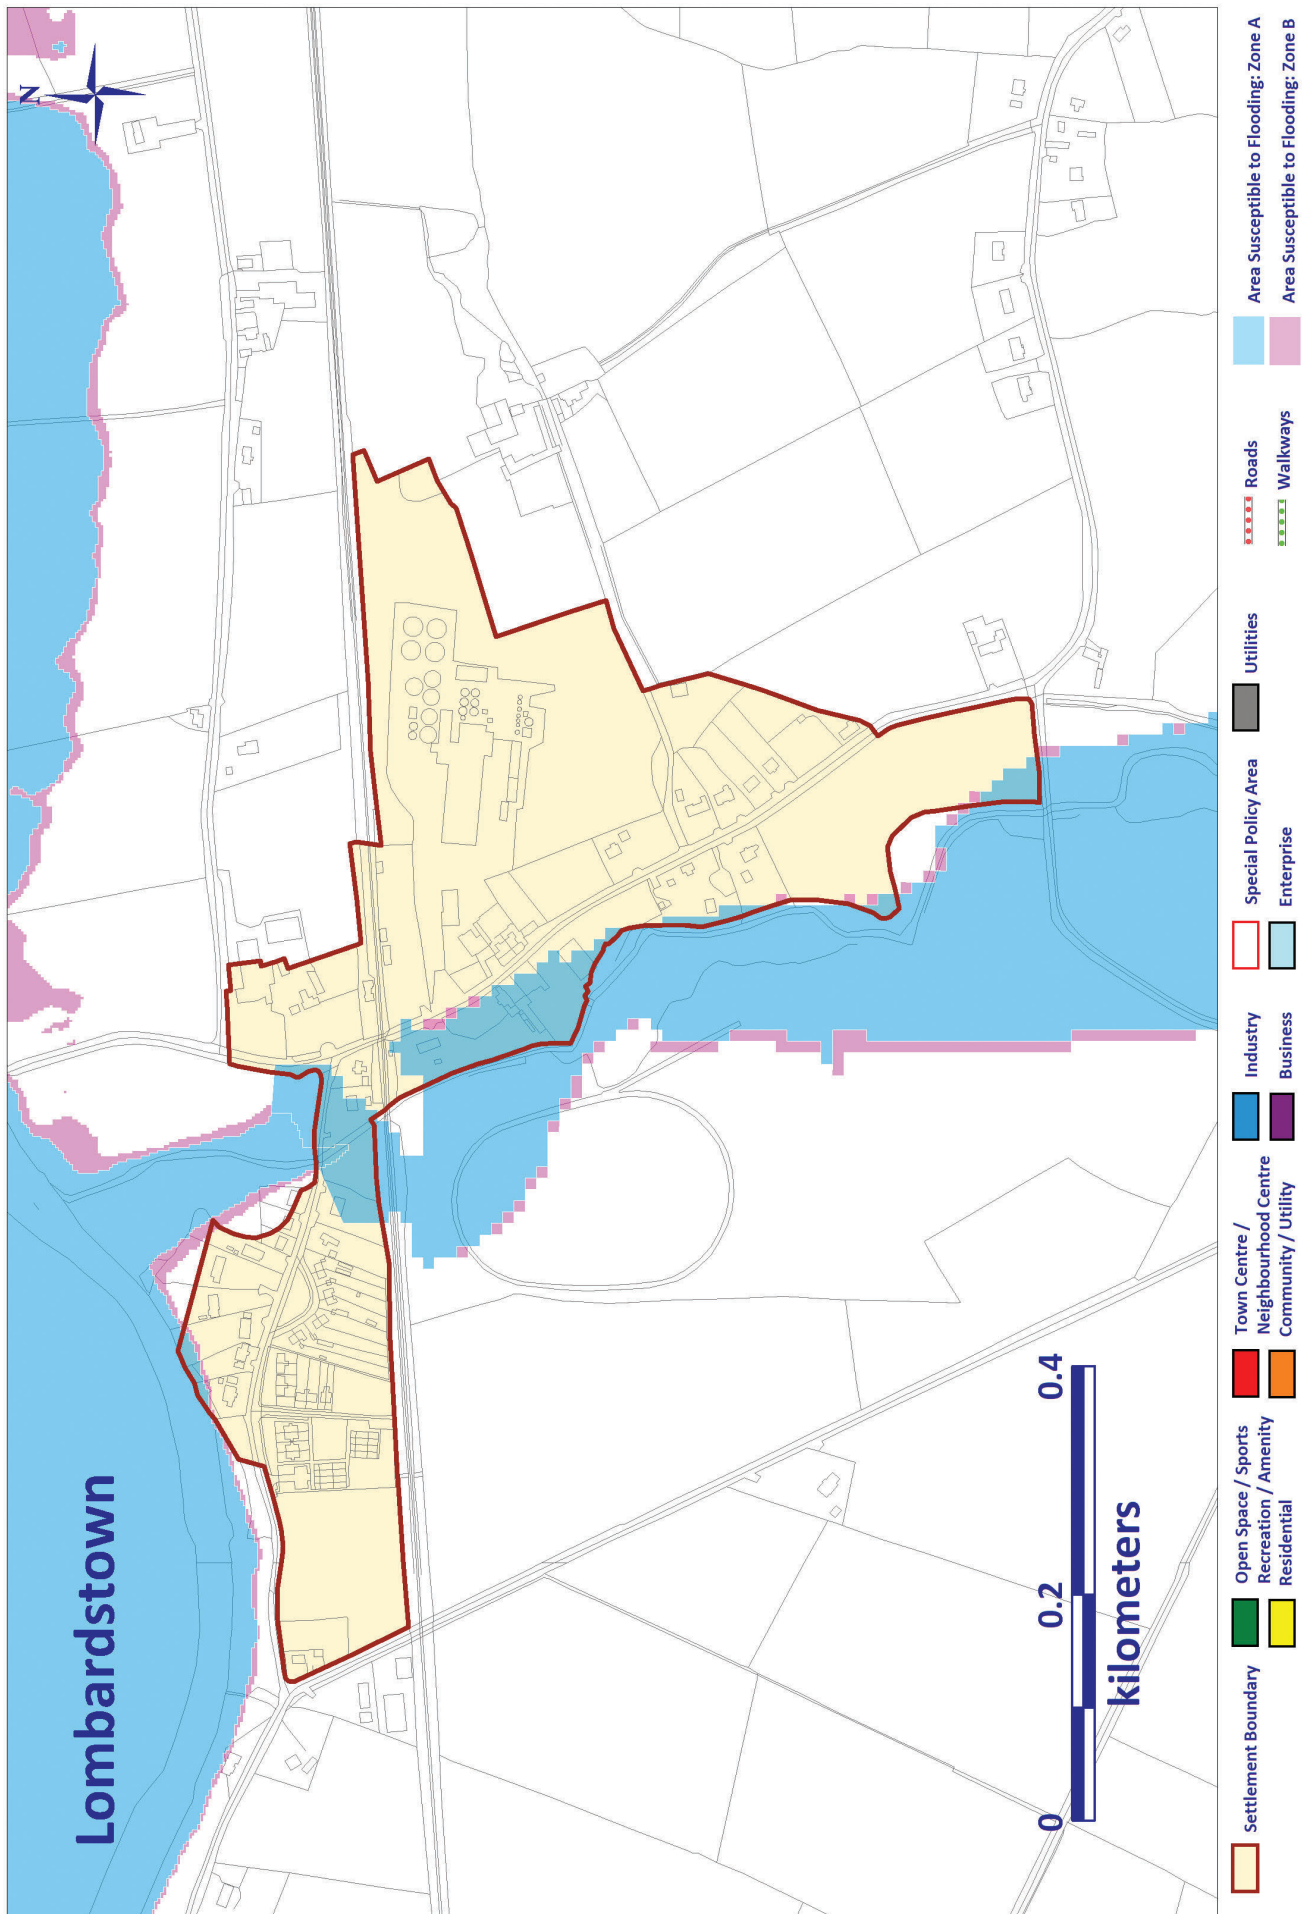 Lombardstown
N
0 0.2 0.4
kilometers
Settlement Boundary
Open Space / Sports
Recreation / Amenity
Residential
Town Centre /
Neighbourhood Centre
Community / Utility
Industry
Business
Special Policy Area
Enterprise
Utilities
Roads
Walkways
Area Susceptible to Flooding: Zone A
Area Susceptible to Flooding: Zone B